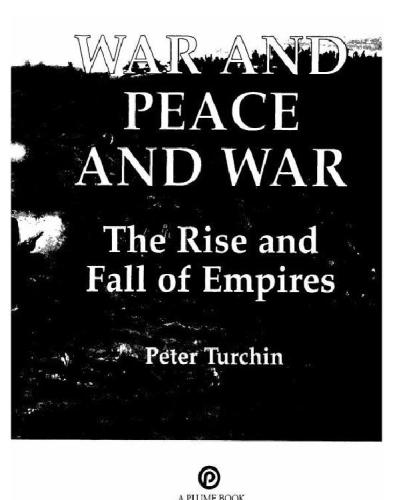 WAR AND
PEACE
AND WAR
The Rise and
Fall of Empires
Peter Turchin
P
A PLUME BOOK